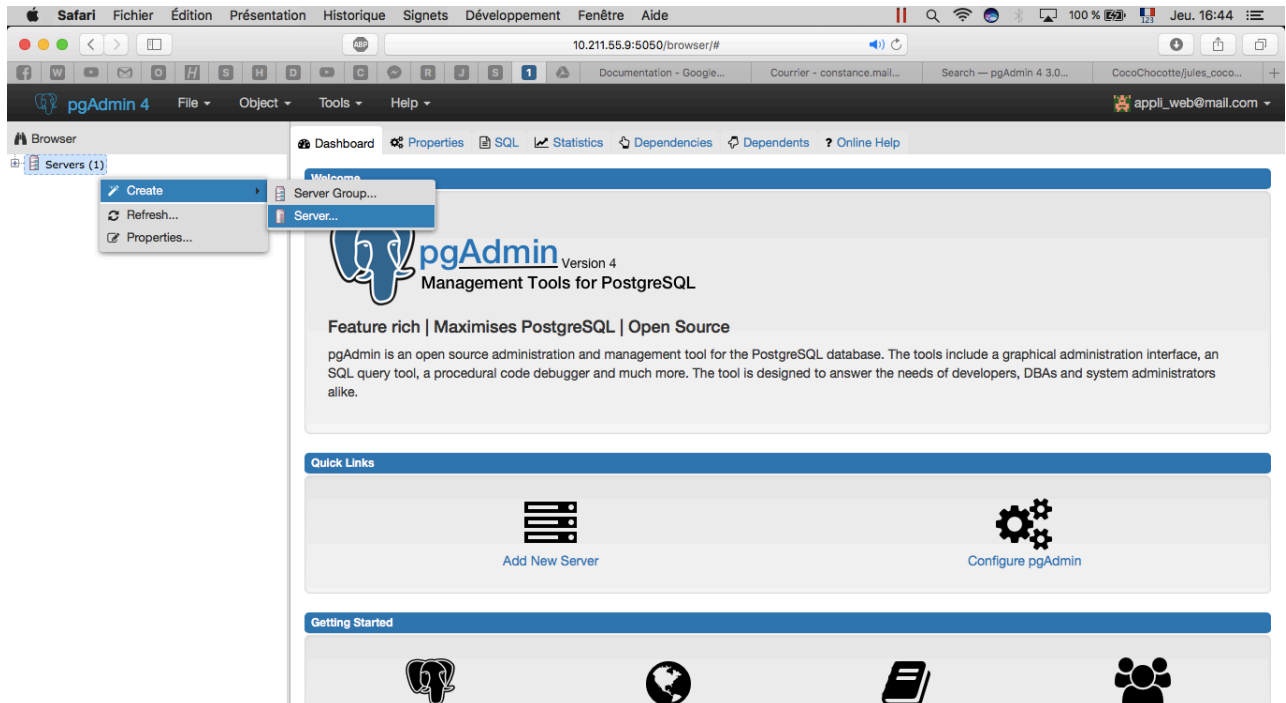 Safari Fichier Édition Présentation Historique Signets Développement Fenêtre Aide 100 % 123 Jeu. 16:44
ABP 10.211.55.9:5050/browser/#
W O H S H D C R J S 1 Documentation - Google... Courrier - constance.mail... Search — pgAdmin 4 3.0... CocoChocotte/jules_coco... +
pgAdmin 4 File Object Tools Help appli_web@mail.com
Browser
Dashboard Properties SQL Statistics Dependencies Dependents ? Online Help
Servers (1)
Welcome
Create
Refresh...
Properties...
Server Group...
Server...
pgAdmin Version 4
Management Tools for PostgreSQL
Feature rich | Maximises PostgreSQL | Open Source
pgAdmin is an open source administration and management tool for the PostgreSQL database. The tools include a graphical administration interface, an
SQL query tool, a procedural code debugger and much more. The tool is designed to answer the needs of developers, DBAs and system administrators
alike.
Quick Links
Add New Server
Configure pgAdmin
Getting Started